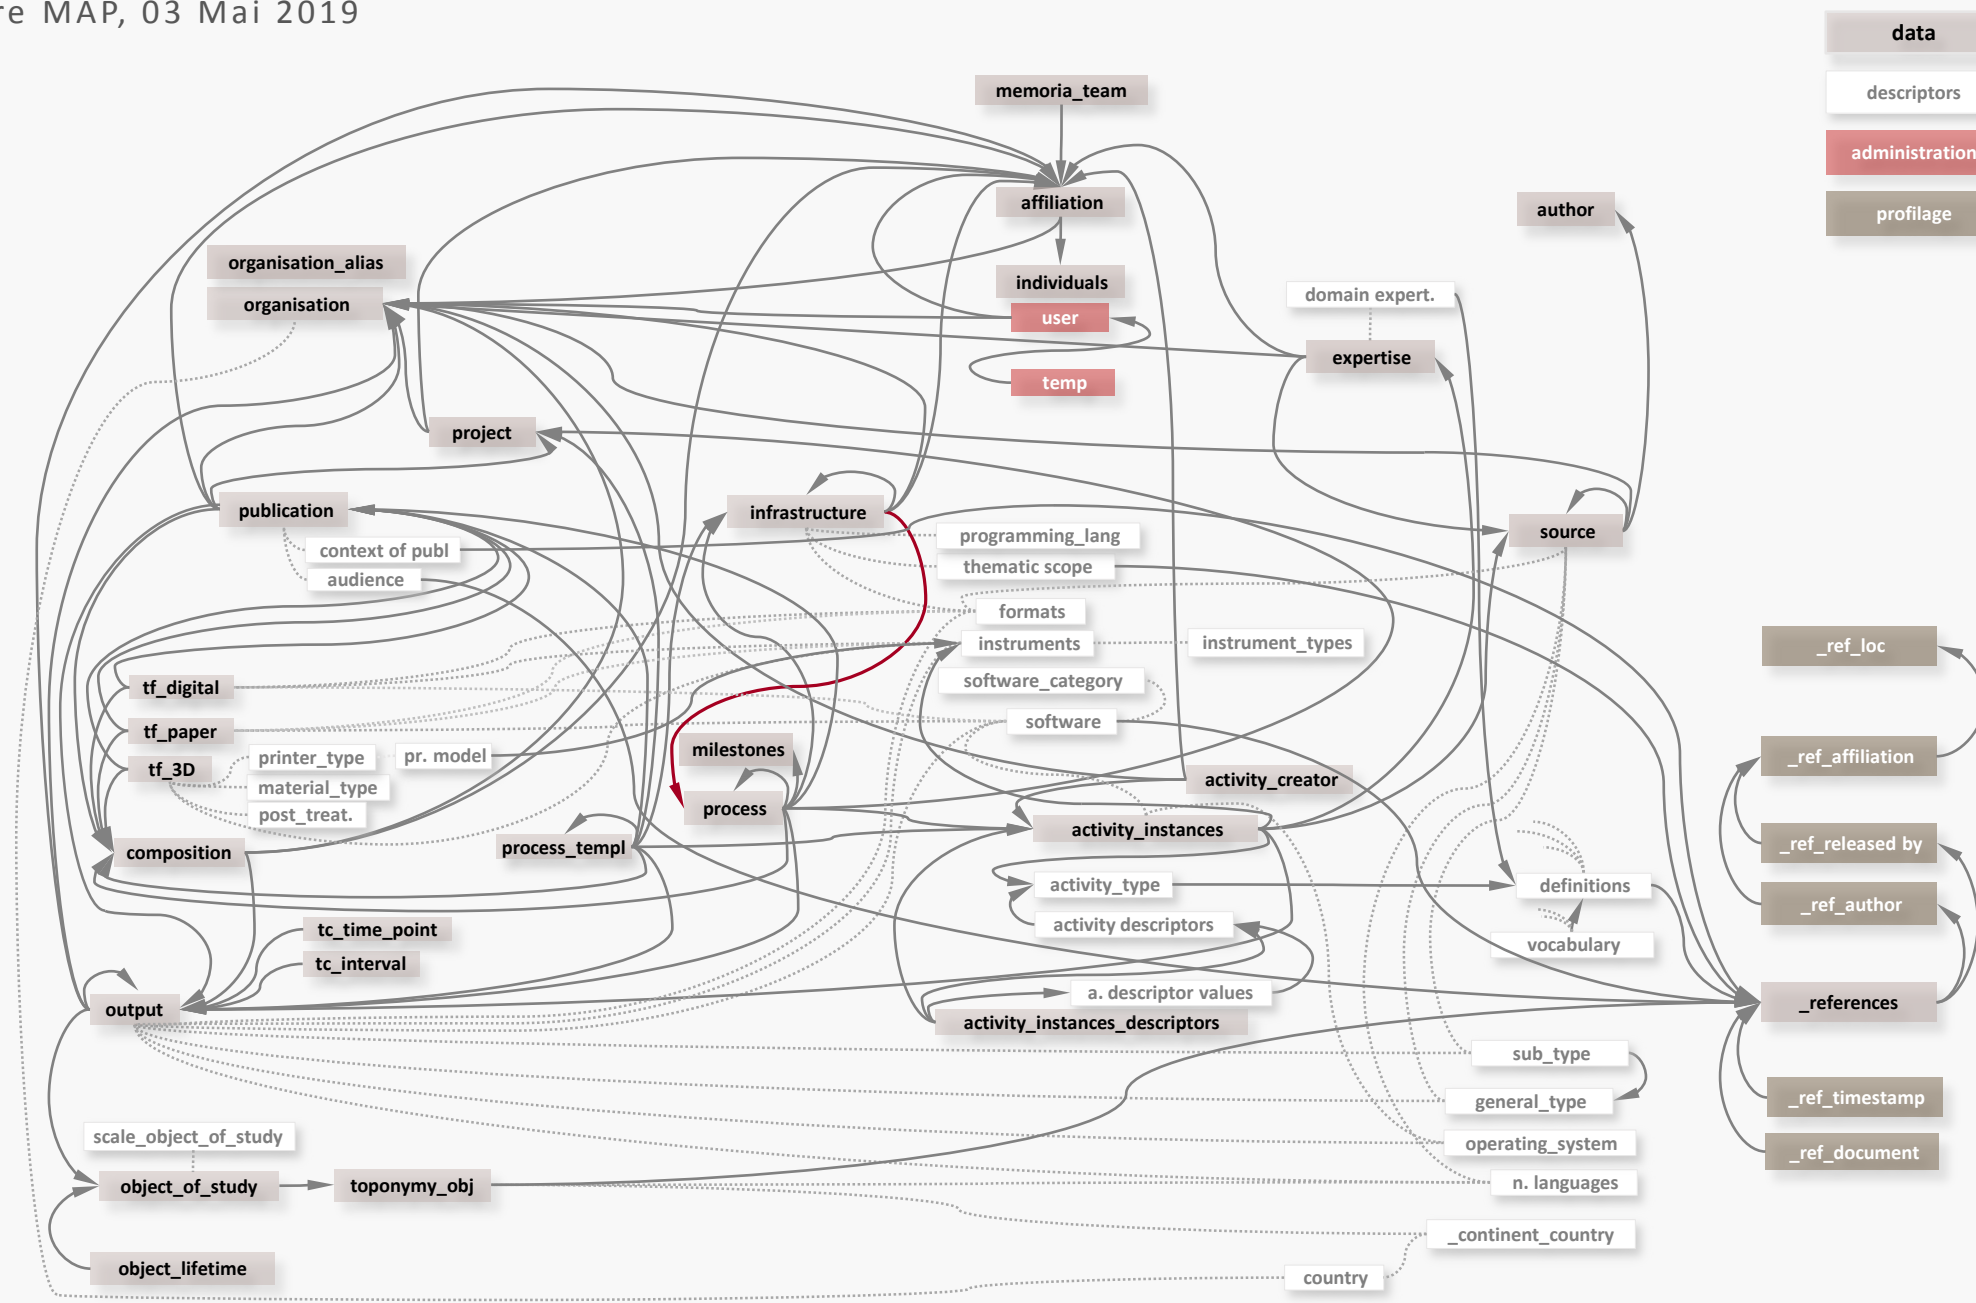 re MAP, 03 Mai 2019
data
descriptors
administration
profilage
memoria_team
affiliation
author
organisation_alias
organisation
individuals
user
temp
domain expert.
expertise
project
publication
context of publ
audience
infrastructure
programming_lang
thematic scope
formats
instruments
instrument_types
software_category
software
source
_ref_loc
tf_digital
tf_paper
tf_3D
printer_type
pr. model
material_type
post_treat.
milestones
process
activity_creator
_ref_affiliation
composition
process_templ
activity_instances
_ref_released by
activity_type
definitions
_ref_author
activity descriptors
vocabulary
tc_time_point
tc_interval
a. descriptor values
output
activity_instances_descriptors
_references
sub_type
general_type
_ref_timestamp
scale_object_of_study
operating_system
_ref_document
object_of_study
toponymy_obj
n. languages
_continent_country
object_lifetime
country